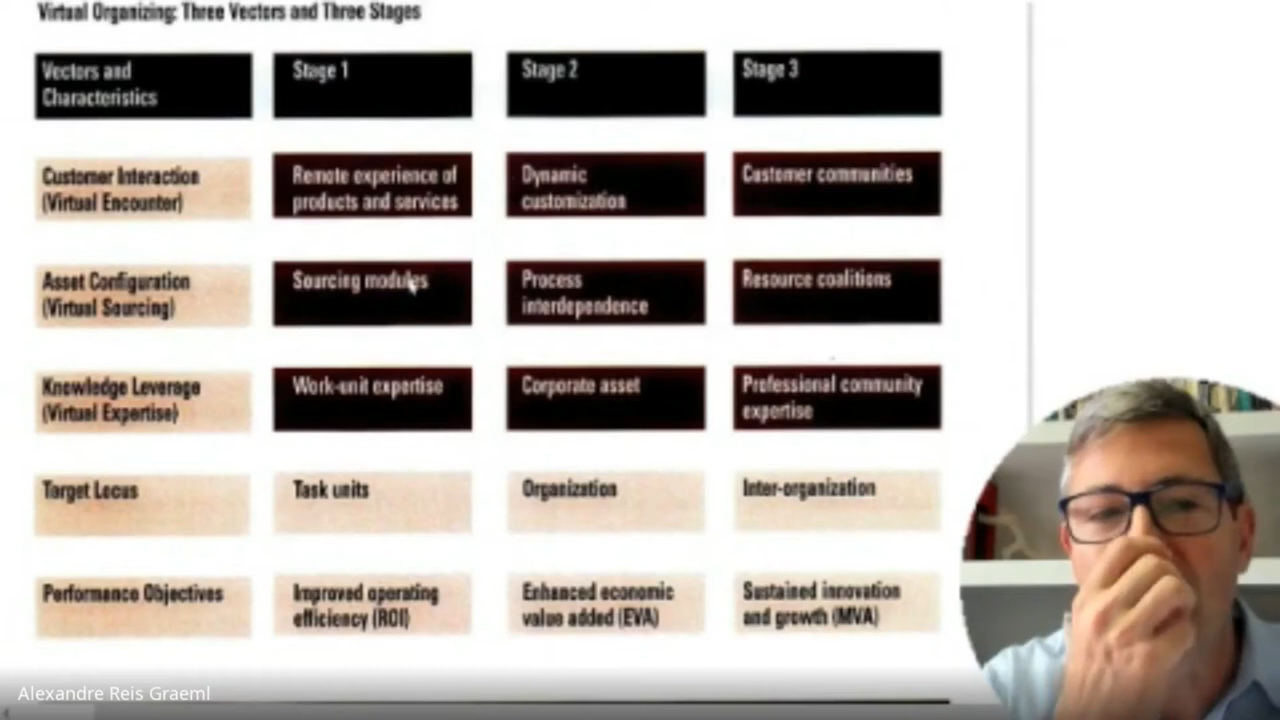 Virtual Organizing: Three Vectors and Three Stages
Vectors and
Characteristics
Stage 1
Stage 2
Stage 3
Customer Interaction
(Virtual Encounter)
Remote experience of
products and services
Dynamic
customization
Customer communities
Asset Configuration
(Virtual Sourcing)
Sourcing modules
Process
interdependence
Resource coalitions
Knowledge Leverage
(Virtual Expertise)
Work-unit expertise
Corporate asset
Professional community
expertise
Target Locus
Task units
Organization
Inter-organization
Performance Objectives
Improved operating
efficiency (ROI)
Enhanced economic
value added (EVA)
Sustained innovation
and growth (MVA)
Alexandre Reis Graeml